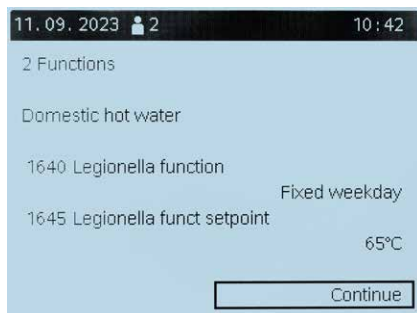 11.09.2023 2 10:42
2 Functions
Domestic hot water
1640 Legionella function
Fixed weekday
1645 Legionella funct setpoint
65°C
Continue